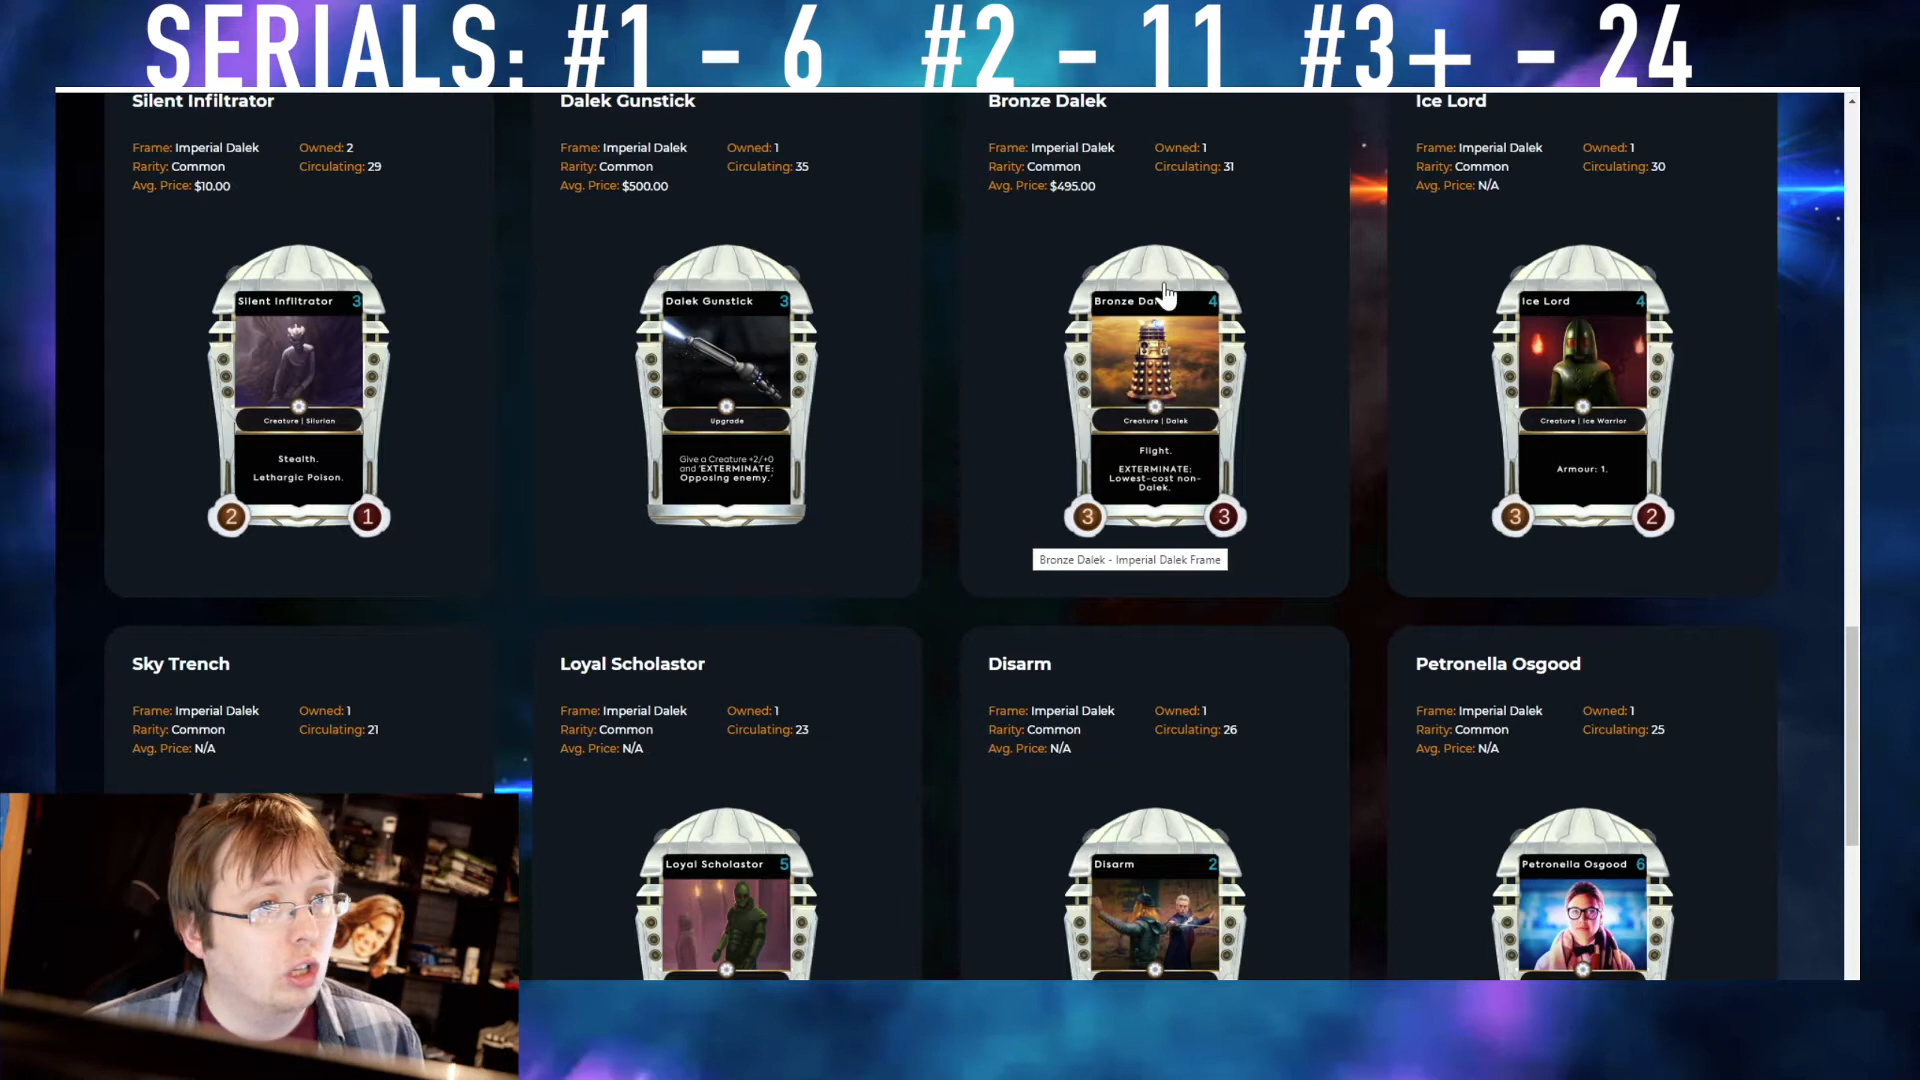 SERIALS: #1 - 6 #2 - 11 #3+ - 24
Silent Infiltrator
Frame: Imperial Dalek
Owned: 2
Rarity: Common
Circulating: 29
Avg. Price: $10.00
Silent Infiltrator 3
Creature | Silurian
Stealth.
Lethargic Poison.
2 1
Dalek Gunstick
Frame: Imperial Dalek
Owned: 1
Rarity: Common
Circulating: 35
Avg. Price: $500.00
Dalek Gunstick 3
Upgrade
Give a Creature +2/+0
and 'EXTERMINATE:
Opposing enemy.'
Bronze Dalek
Frame: Imperial Dalek
Owned: 1
Rarity: Common
Circulating: 31
Avg. Price: $495.00
Bronze Da 4
Creature | Dalek
Flight.
EXTERMINATE:
Lowest-cost non-
Dalek.
3 3
Bronze Dalek - Imperial Dalek Frame
Ice Lord
Frame: Imperial Dalek
Owned: 1
Rarity: Common
Circulating: 30
Avg. Price: N/A
Ice Lord 4
Creature | Ice Warrior
Armour: 1.
3 2
Sky Trench
Frame: Imperial Dalek
Owned: 1
Rarity: Common
Circulating: 21
Avg. Price: N/A
Loyal Scholastor
Frame: Imperial Dalek
Owned: 1
Rarity: Common
Circulating: 23
Avg. Price: N/A
Loyal Scholastor 5
Disarm
Frame: Imperial Dalek
Owned: 1
Rarity: Common
Circulating: 26
Avg. Price: N/A
Disarm 2
Petronella Osgood
Frame: Imperial Dalek
Owned: 1
Rarity: Common
Circulating: 25
Avg. Price: N/A
Petronella Osgood 6